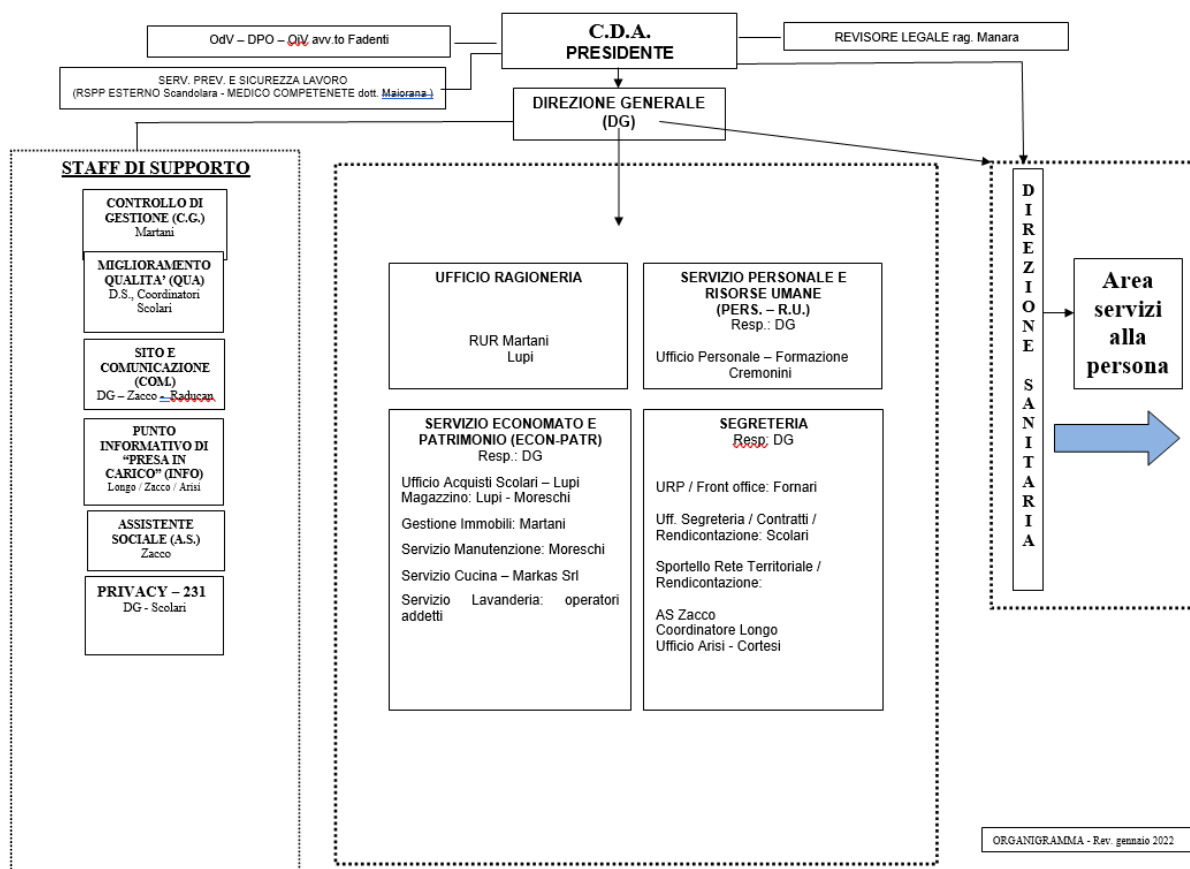 C.D.A.
PRESIDENTE
OdV – DPO – OiV avv.to Fadenti
REVISORE LEGALE rag. Manara
SERV. PREV. E SICUREZZA LAVORO
(RSPP ESTERNO Scandolara - MEDICO COMPETENETE dott. Maiorana )
DIREZIONE GENERALE
(DG)
STAFF DI SUPPORTO
CONTROLLO DI
GESTIONE (C.G.)
Martani
MIGLIORAMENTO
QUALITA’ (QUA)
D.S., Coordinatori
Scolari
SITO E
COMUNICAZIONE
(COM.)
DG – Zacco – Raducan
PUNTO
INFORMATIVO DI
“PRESA IN
CARICO” (INFO)
Longo / Zacco / Arisi
ASSISTENTE
SOCIALE (A.S.)
Zacco
PRIVACY – 231
DG - Scolari
UFFICIO RAGIONERIA
RUR Martani
Lupi
SERVIZIO PERSONALE E
RISORSE UMANE
(PERS. – R.U.)
Resp.: DG
Ufficio Personale – Formazione
Cremonini
SERVIZIO ECONOMATO E
PATRIMONIO (ECON-PATR)
Resp.: DG
Ufficio Acquisti Scolari – Lupi
Magazzino: Lupi - Moreschi
Gestione Immobili: Martani
Servizio Manutenzione: Moreschi
Servizio Cucina – Markas Srl
Servizio Lavanderia: operatori
addetti
SEGRETERIA
Resp: DG
URP / Front office: Fornari
Uff. Segreteria / Contratti /
Rendicontazione: Scolari
Sportello Rete Territoriale /
Rendicontazione:
AS Zacco
Coordinatore Longo
Ufficio Arisi - Cortesi
DIREZIONE SANITARIA
Area
servizi
alla
persona
ORGANIGRAMMA - Rev. gennaio 2022